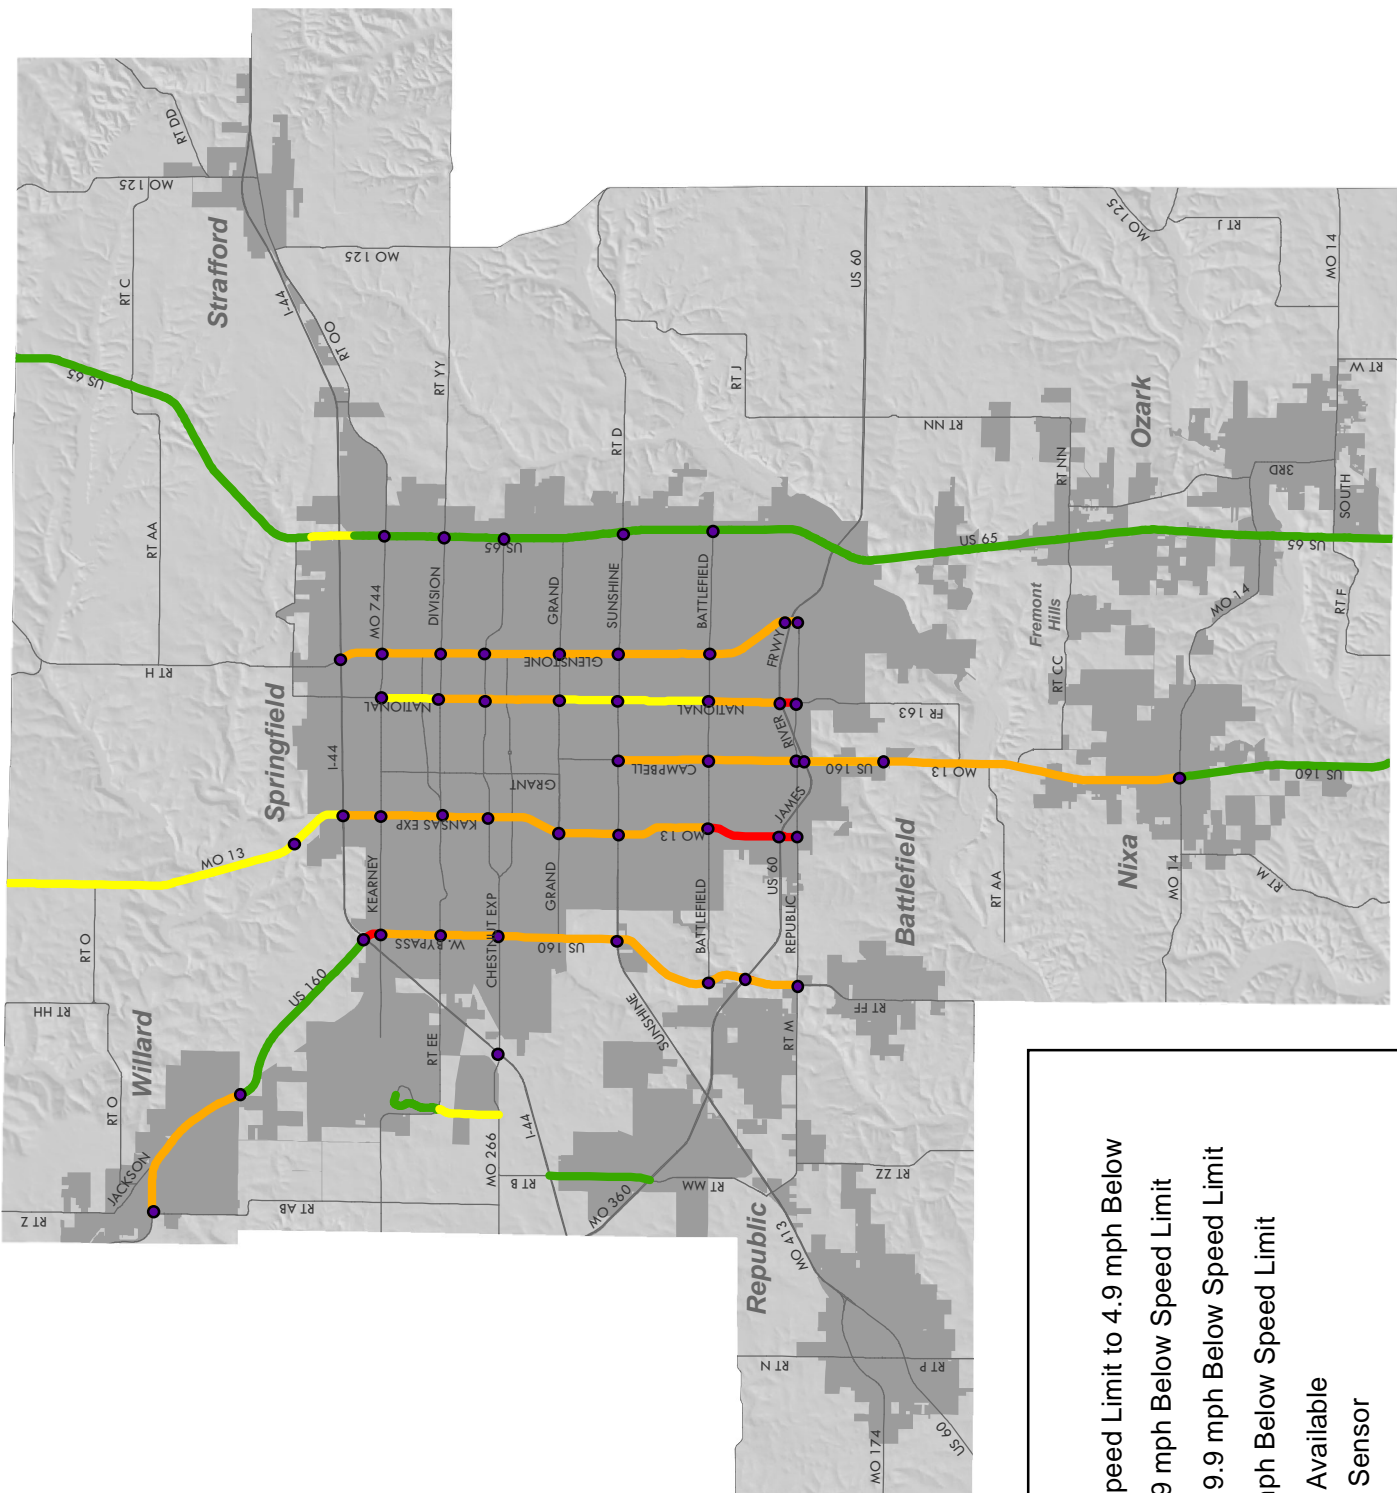 RT DD
MO 125
Strafford
RT C
MO 125
I-44
RT OO
US 65
RT YY
RT AA
RT H
US 60
MO 125
RT J
MO 14
RT J
RT W
RT NN
Ozark
RT D
RT NN
3RD
SOUTH
US 65
US 65
US 65
MO 744
DIVISION
GRAND
SUNSHINE
BATTLEFIELD
Fremont
Hills
MO 14
RT F
GLENSTONE
FRWY
RT CC
NATIONAL
NATIONAL
FR 163
RIVER
Springfield
I-44
GRANT
CAMPBELL
US 160
MO 13
US 160
JAMES
KANSAS EXP
MO 13
MO 13
KEARNEY
GRAND
BATTLEFIELD
US 60
REPUBLIC
Battlefield
RT AA
Nixa
MO 14
RT M
RT O
W. BYPASS
CHESTNUT EXP
US 160
US 160
RT HH
Willard
RT O
RT EE
SUNSHINE
RT M
RT FF
JACKSON
RT Z
RT AB
MO 266
I-44
RT B
MO 360
RT MM
RT ZZ
Republic
MO 413
RT N
RT P
US 60
MO 174
peed Limit to 4.9 mph Below
9 mph Below Speed Limit
9.9 mph Below Speed Limit
mph Below Speed Limit
Available
Sensor